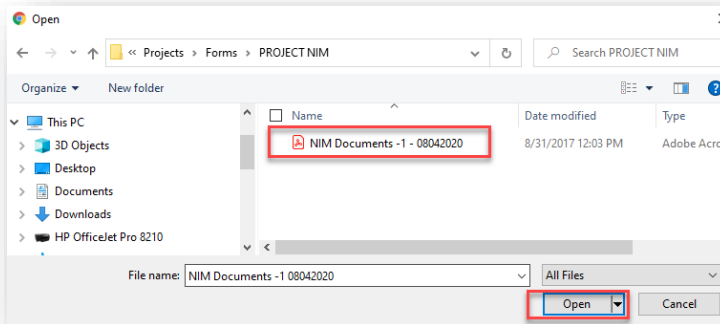 Open
« Projects > Forms > PROJECT NIM
Search PROJECT NIM
Organize
New folder
Name
Date modified
Type
This PC
3D Objects
Desktop
Documents
Downloads
HP OfficeJet Pro 8210
NIM Documents -1 - 08042020
8/31/2017 12:03 PM
Adobe Acro
File name:
NIM Documents -1 08042020
All Files
Open
Cancel